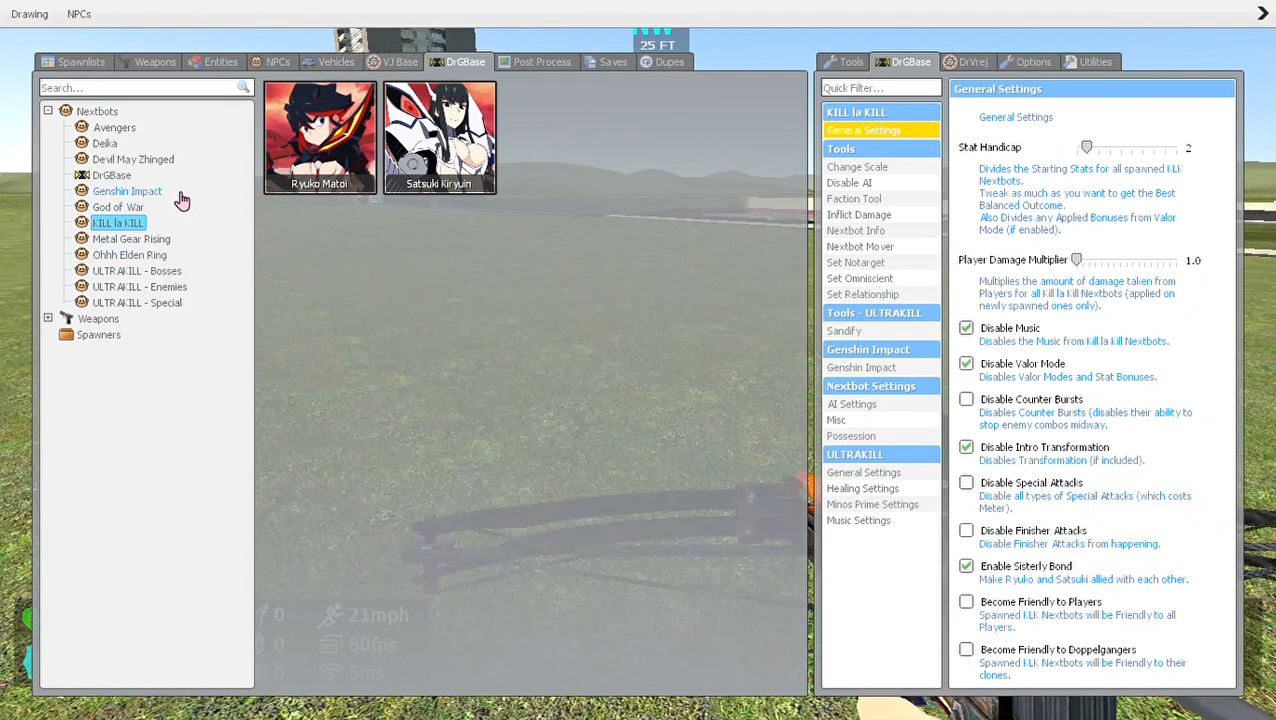 Drawing NPCs
NW
25 FT
Spawnlists Weapons Entities NPCs Vehicles VJ Base DrGBase Post Process Saves Dupes
Search...
Nextbots
Avengers
Deika
Devil May Zhinged
DrGBase
Genshin Impact
God of War
KILL la KILL
Metal Gear Rising
Ohhh Elden Ring
ULTRAKILL - Bosses
ULTRAKILL - Enemies
ULTRAKILL - Special
Weapons
Spawners
Ryuko Matoi
Satsuki Kiryuin
0 21mph
0 60fps
0 5ms
Tools DrGBase DrVrej Options Utilities
Quick Filter...
KILL la KILL
General Settings
Tools
Change Scale
Disable AI
Faction Tool
Inflict Damage
Nextbot Info
Nextbot Mover
Set Notarget
Set Omniscient
Set Relationship
Tools - ULTRAKILL
Sandify
Genshin Impact
Genshin Impact
Nextbot Settings
AI Settings
Misc
Possession
ULTRAKILL
General Settings
Healing Settings
Minos Prime Settings
Music Settings
General Settings
General Settings
Stat Handicap 2
Divides the Starting Stats for all spawned KLK
Nextbots.
Tweak as much as you want to get the Best
Balanced Outcome.
Also Divides any Applied Bonuses from Valor
Mode (if enabled).
Player Damage Multiplier 1.0
Multiplies the amount of damage taken from
Players for all Kill la Kill Nextbots (applied on
newly spawned ones only).
Disable Music
Disables the Music from Kill la Kill Nextbots.
Disable Valor Mode
Disables Valor Modes and Stat Bonuses.
Disable Counter Bursts
Disables Counter Bursts (disables their ability to
stop enemy combos midway.
Disable Intro Transformation
Disables Transformation (if included).
Disable Special Attacks
Disable all types of Special Attacks (which costs
Meter).
Disable Finisher Attacks
Disable Finisher Attacks from happening.
Enable Sisterly Bond
Make Ryuko and Satsuki allied with each other.
Become Friendly to Players
Spawned KLK Nextbots will be Friendly to all
Players.
Become Friendly to Doppelgangers
Spawned KLK Nextbots will be Friendly to their
clones.